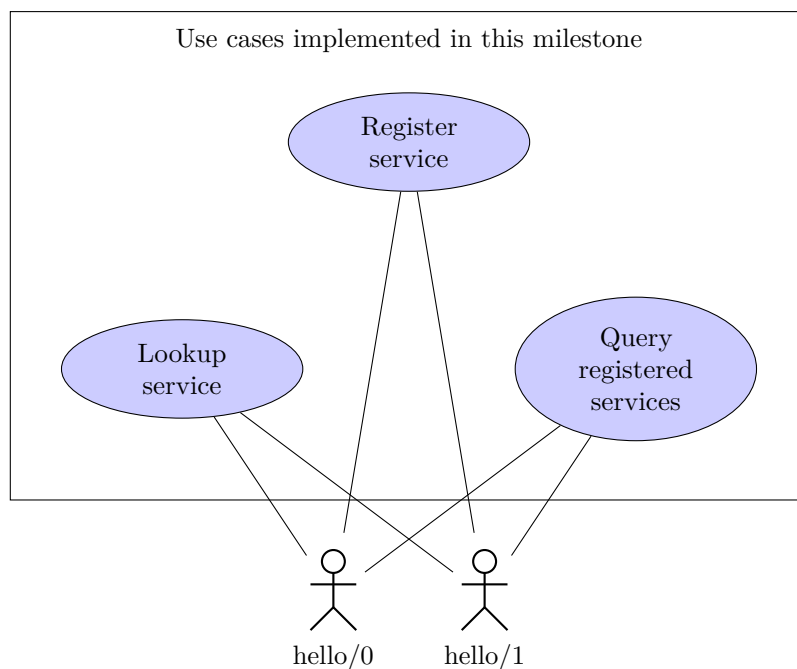 Use cases implemented in this milestone
Register
service
Lookup
service
Query
registered
services
hello/0
hello/1